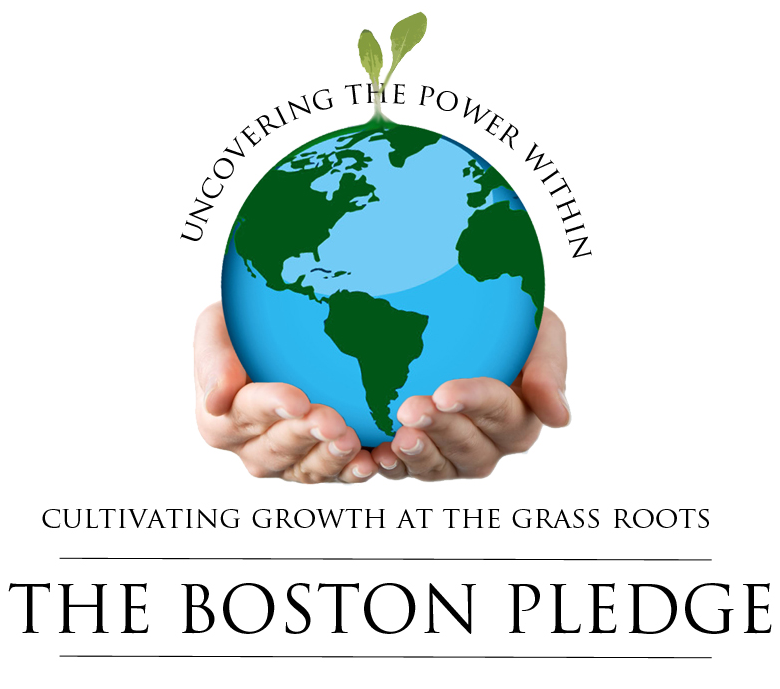 UNCOVERING THE POWER WITHIN
CULTIVATING GROWTH AT THE GRASS ROOTS
THE BOSTON PLEDGE